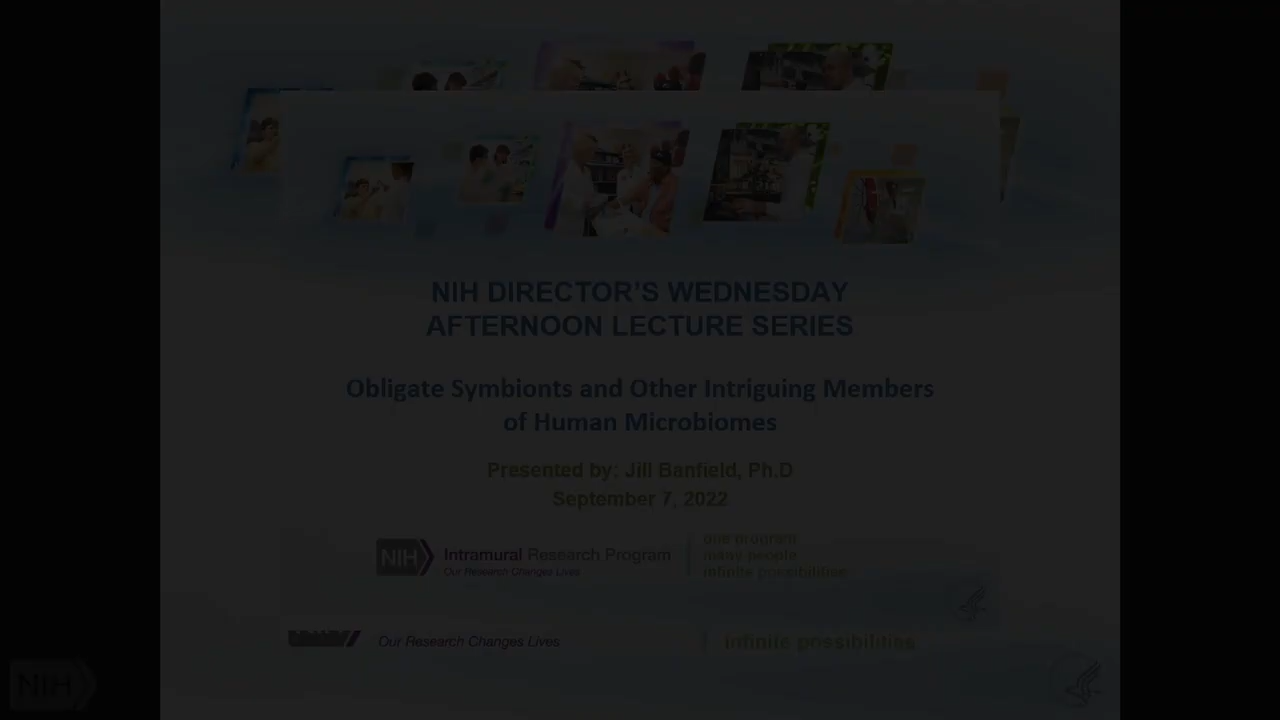 NIH DIRECTOR'S WEDNESDAY
AFTERNOON LECTURE SERIES
Obligate Symbionts and Other Intriguing Members
of Human Microbiomes
Presented by: Jill Banfield, Ph.D
September 7, 2022
NIH Intramural Research Program
Our Research Changes Lives
one program
many people
infinite possibilities
Our Research Changes Lives
infinite possibilities
NIH